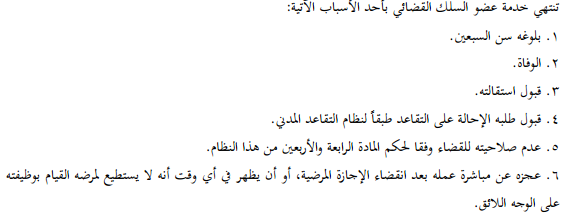 تنتهي خدمة عضو السلك القضائي بأحد الأسباب الآتية:
١. بلوغه سن السبعين.
٢. الوفاة.
٣. قبول استقالته.
٤. قبول طلبه الإحالة على التقاعد طبقاً لنظام التقاعد المدني.
٥. عدم صلاحيته للقضاء وفقا لحكم المادة الرابعة والأربعين من هذا النظام.
٦. عجزه عن مباشرة عمله بعد انقضاء الإجازة المرضية، أو أن يظهر في أي وقت أنه لا يستطيع لمرضه القيام بوظيفته
على الوجه اللائق.